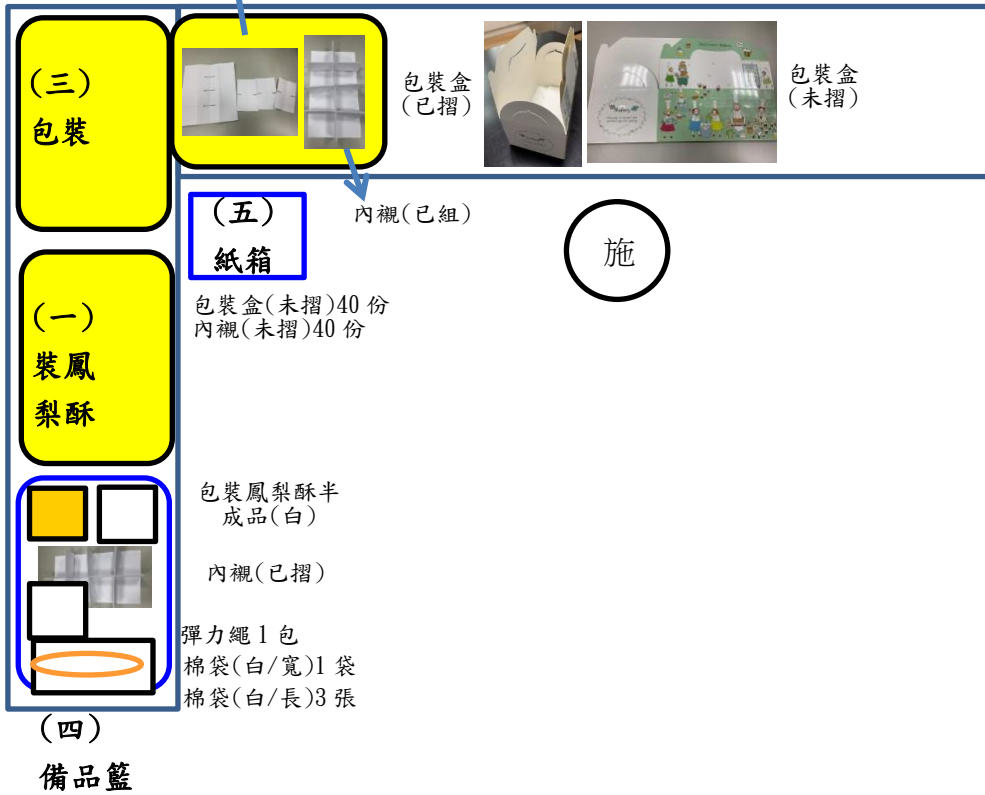 (三)
包裝
包裝盒
(已摺)
包裝盒
(未摺)
(五)
紙箱
內襯(已組)
施
包裝盒(未摺)40 份
內襯(未摺)40 份
(一)
裝鳳
梨酥
包裝鳳梨酥半
成品(白)
內襯(已摺)
彈力繩 1 包
棉袋(白/寬)1 袋
棉袋(白/長)3 張
(四)
備品籃